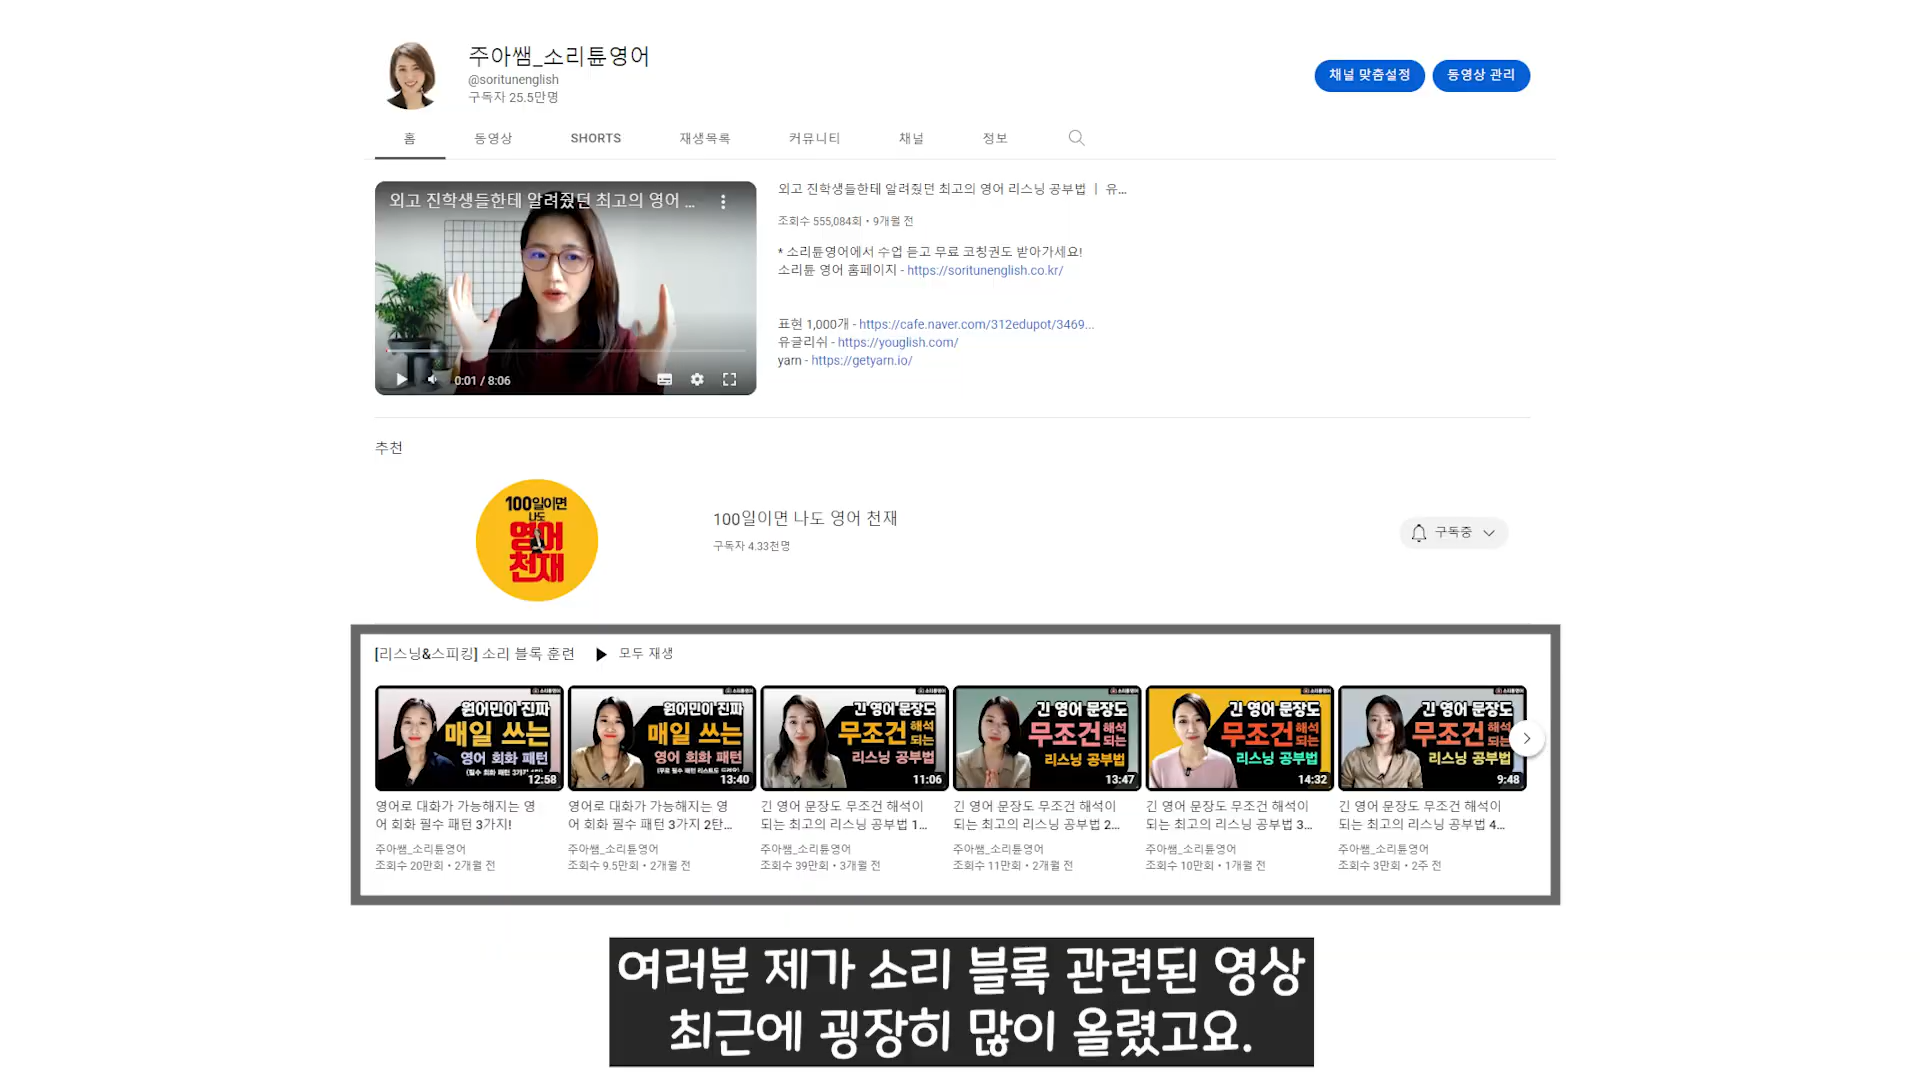 주아쌤_소리튠영어
@soritunenglish
구독자 25.5만명
채널 맞춤설정
동영상 관리
홈
동영상
SHORTS
재생목록
커뮤니티
채널
정보
외고 진학생들한테 알려줬던 최고의 영어 ...
0:01 / 8:06
외고 진학생들한테 알려줬던 최고의 영어 리스닝 공부법 ㅣ 유...
조회수 555,084회 • 9개월 전
* 소리튠영어에서 수업 듣고 무료 코칭권도 받아가세요!
소리튠 영어 홈페이지 - https://soritunenglish.co.kr/
표현 1,000개 - https://cafe.naver.com/312edupot/3469...
유글리쉬 - https://youglish.com/
yarn - https://getyarn.io/
추천
100일이면
나도
영어
천재
100일이면 나도 영어 천재
구독자 4.33천명
구독중
[리스닝&스피킹] 소리 블록 훈련
모두 재생
원어민이 진짜
매일 쓰는
영어 회화 패턴
12:58
영어로 대화가 가능해지는 영
어 회화 필수 패턴 3가지!
주아쌤_소리튠영어
조회수 20만회 • 2개월 전
원어민이 진짜
매일 쓰는
영어 회화 패턴
13:40
영어로 대화가 가능해지는 영
어 회화 필수 패턴 3가지 2탄...
주아쌤_소리튠영어
조회수 9.5만회 • 2개월 전
긴 영어 문장도
무조건 해석
되는
리스닝 공부법
11:06
긴 영어 문장도 무조건 해석이
되는 최고의 리스닝 공부법 1...
주아쌤_소리튠영어
조회수 39만회 • 3개월 전
긴 영어 문장도
무조건 해석
되는
리스닝 공부법
13:47
긴 영어 문장도 무조건 해석이
되는 최고의 리스닝 공부법 2...
주아쌤_소리튠영어
조회수 11만회 • 2개월 전
긴 영어 문장도
무조건 해석
되는
리스닝 공부법
14:32
긴 영어 문장도 무조건 해석이
되는 최고의 리스닝 공부법 3...
주아쌤_소리튠영어
조회수 10만회 • 1개월 전
긴 영어 문장도
무조건 해석
되는
리스닝 공부법
9:48
긴 영어 문장도 무조건 해석이
되는 최고의 리스닝 공부법 4...
주아쌤_소리튠영어
조회수 3만회 • 2주 전
여러분 제가 소리 블록 관련된 영상
최근에 굉장히 많이 올렸고요.